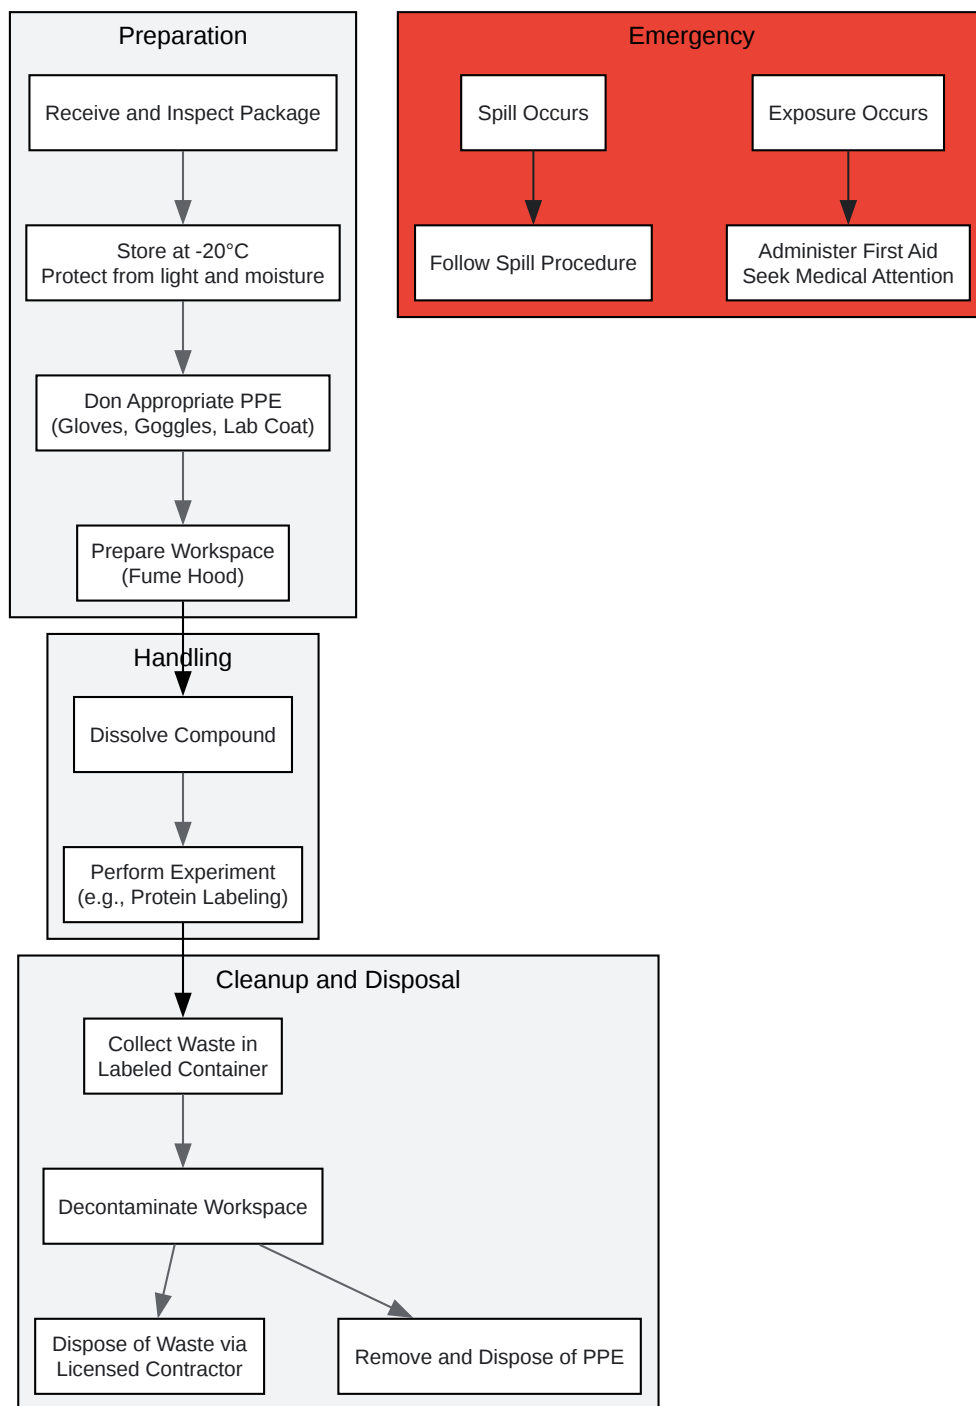 Preparation
Receive and Inspect Package
Store at -20°C
Protect from light and moisture
Don Appropriate PPE
(Gloves, Goggles, Lab Coat)
Prepare Workspace
(Fume Hood)
Emergency
Spill Occurs
Exposure Occurs
Follow Spill Procedure
Administer First Aid
Seek Medical Attention
Handling
Dissolve Compound
Perform Experiment
(e.g., Protein Labeling)
Cleanup and Disposal
Collect Waste in
Labeled Container
Decontaminate Workspace
Dispose of Waste via
Licensed Contractor
Remove and Dispose of PPE